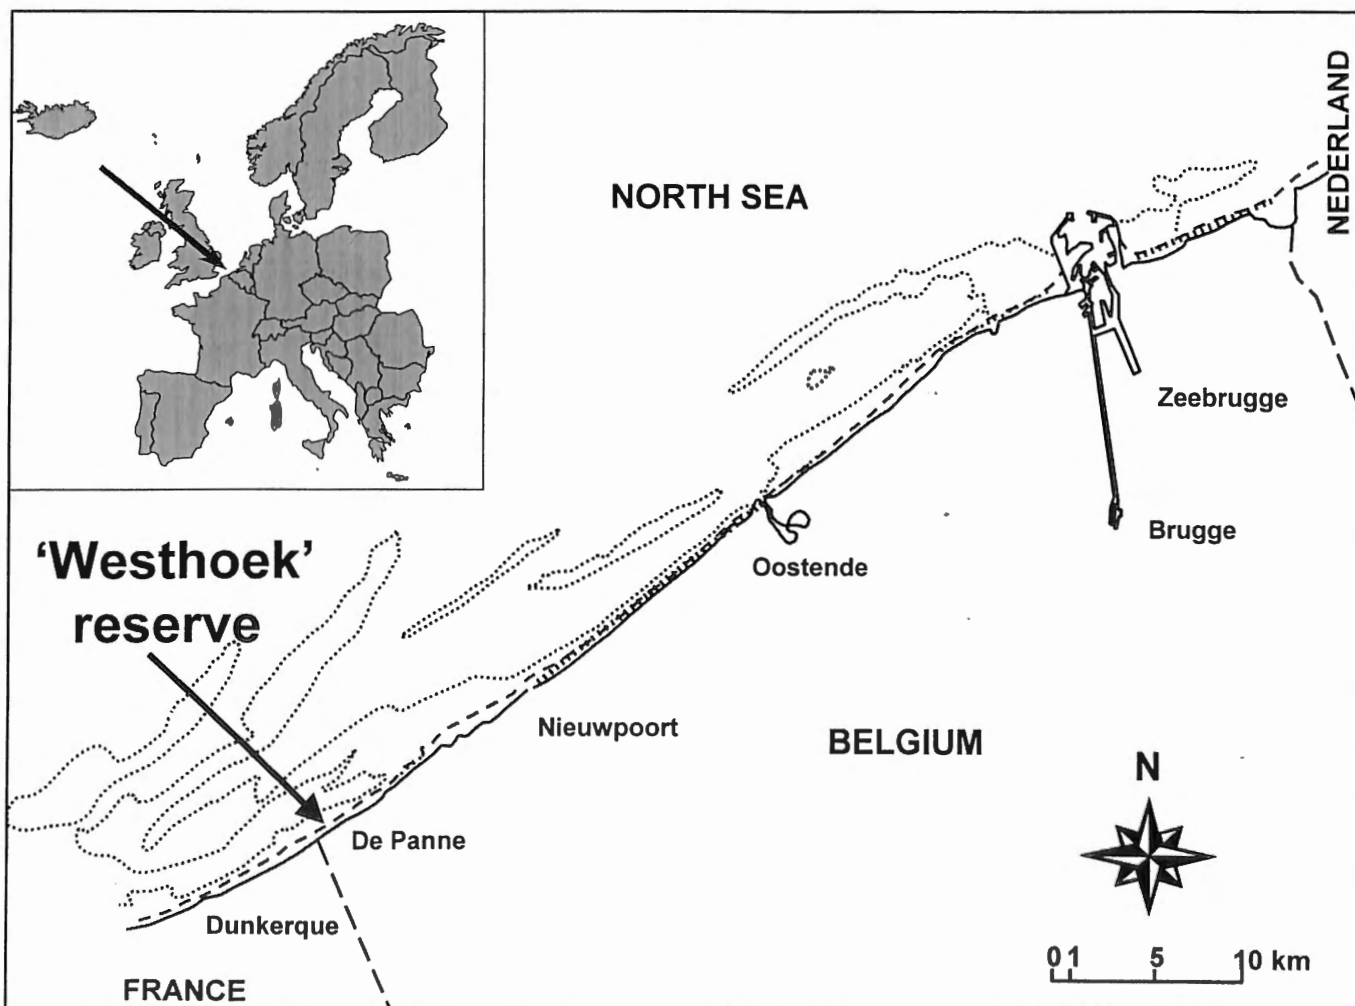 NEDERLAND
NORTH SEA
Zeebrugge
Brugge
Oostende
'Westhoek'
reserve
Nieuwpoort
BELGIUM
N
De Panne
Dunkerque
0 1 5 10 km
FRANCE